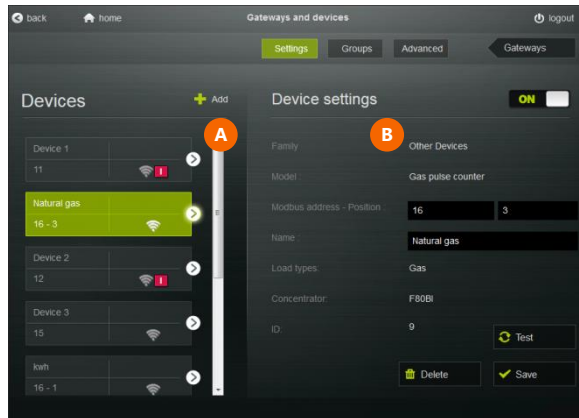 back
home
Gateways and devices
logout
Settings
Groups
Advanced
Gateways
Devices
Add
Device settings
ON
A
B
Device 1
11
I
Natural gas
16 - 3
Device 2
12
I
Device 3
15
kwh
16 - 1
Family
Other Devices
Model :
Gas pulse counter
Modbus address - Position :
16
3
Name :
Natural gas
Load types:
Gas
Concentrator:
F80BI
ID:
9
Test
Delete
Save